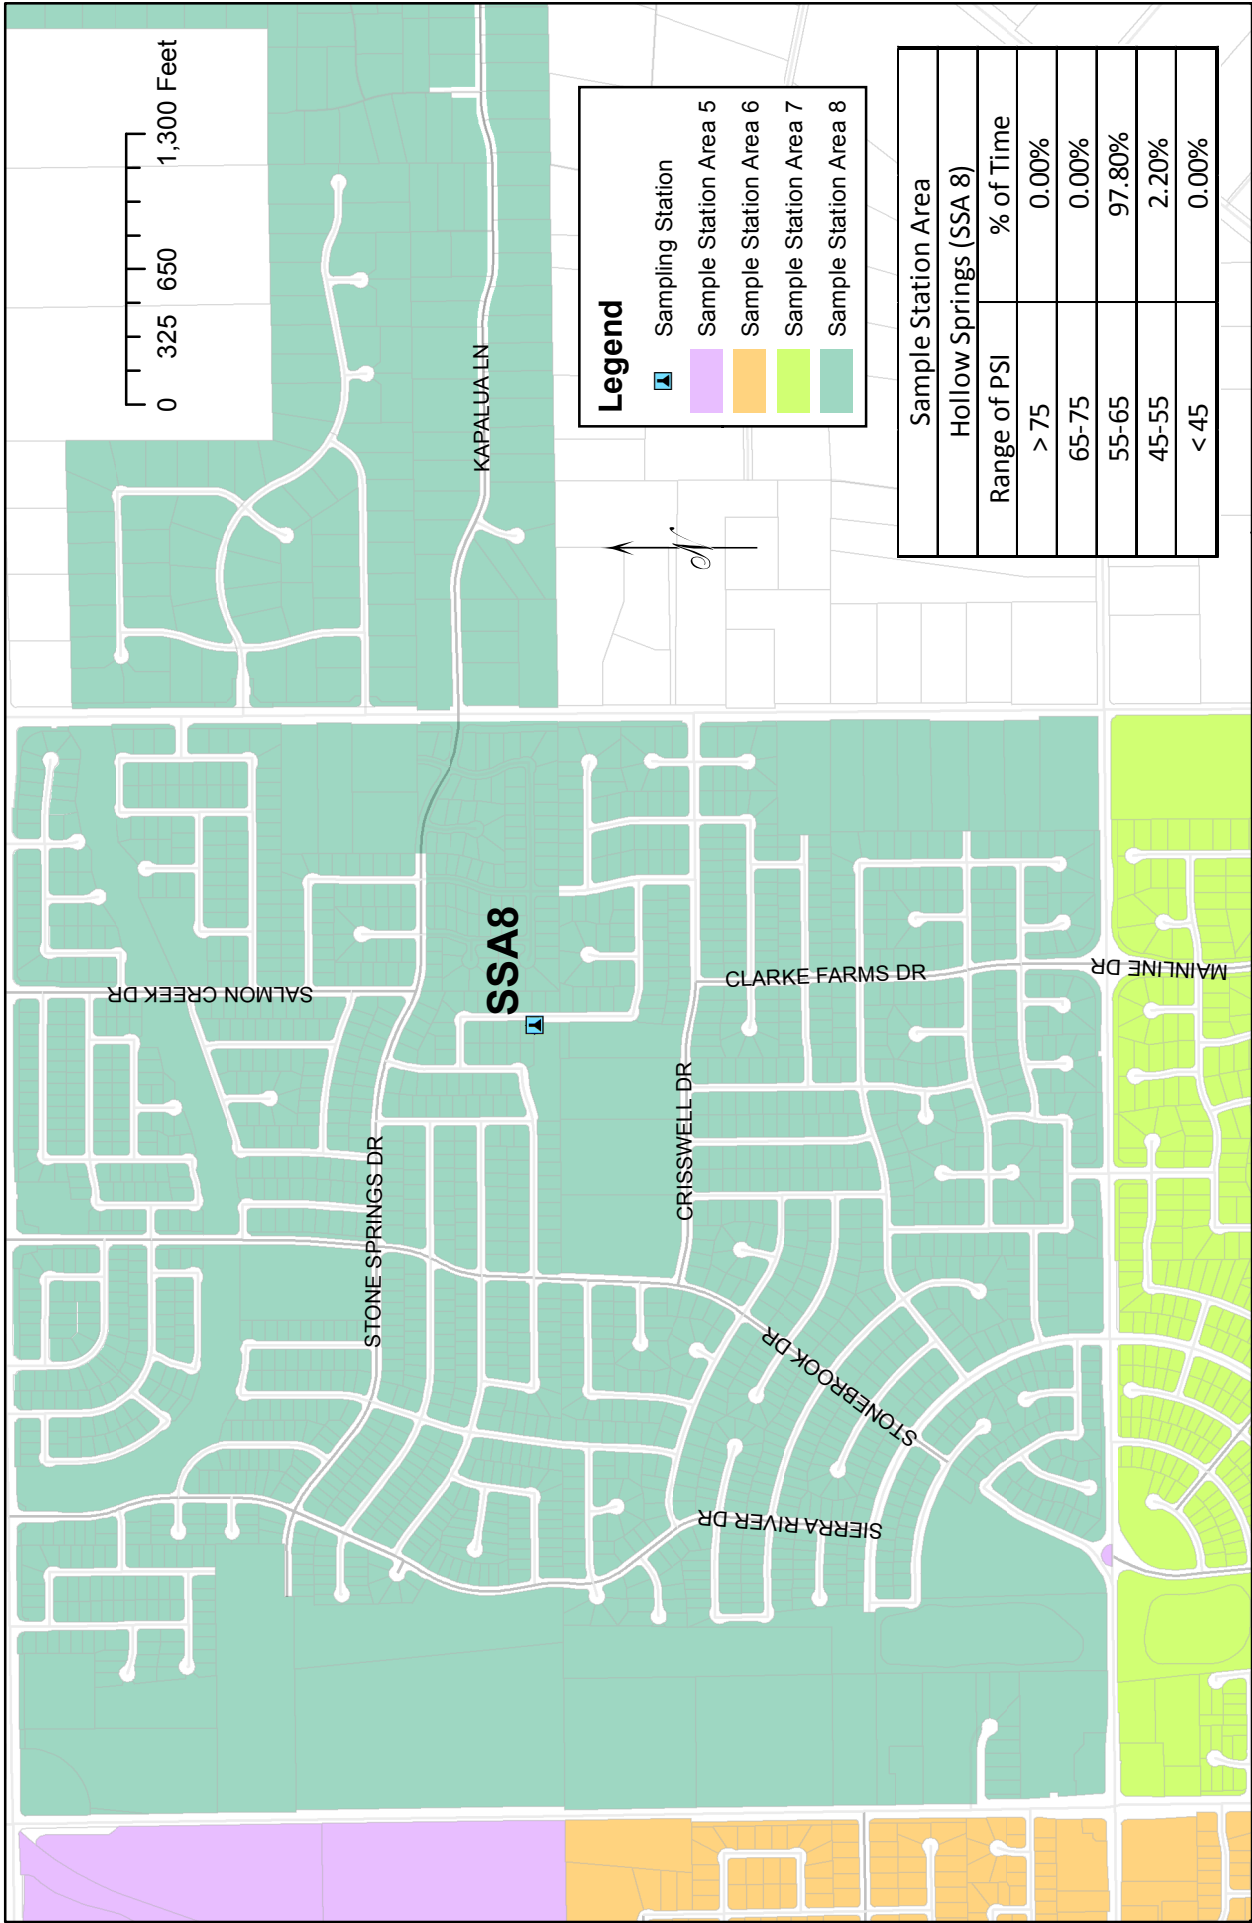 0 325 650 1,300 Feet
Legend
Sampling Station
Sample Station Area 5
Sample Station Area 6
Sample Station Area 7
Sample Station Area 8
Sample Station Area
Hollow Springs (SSA 8)
Range of PSI % of Time
> 75 0.00%
65-75 0.00%
55-65 97.80%
45-55 2.20%
< 45 0.00%
N
KAPALUA LN
SALMON CREEK DR
SSA8
STONE SPRINGS DR
CRISSWELL DR
CLARKE FARMS DR
MAINLINE DR
STONEBROOK DR
SIERRA RIVER DR